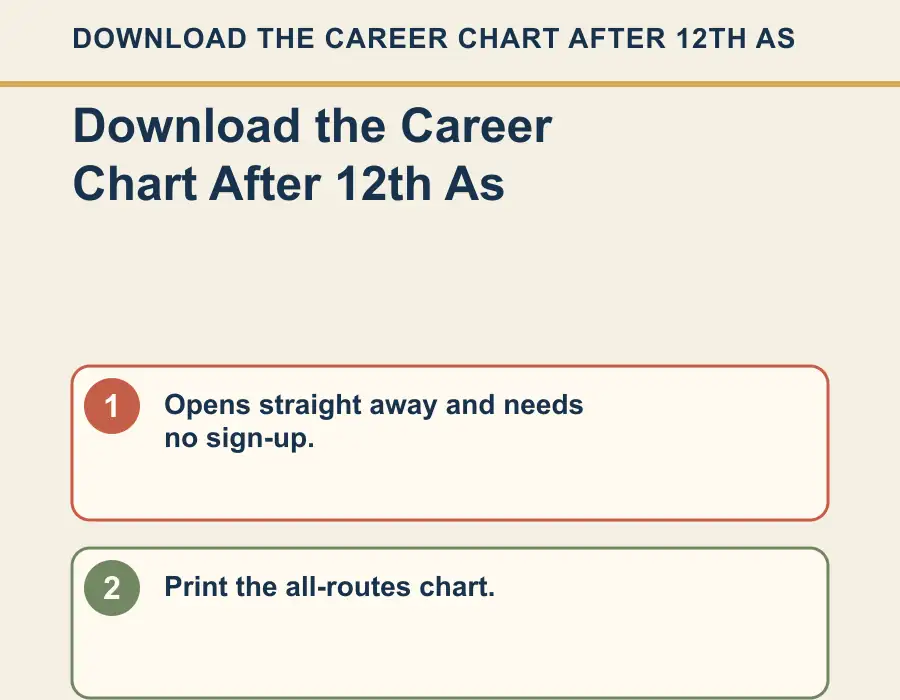 DOWNLOAD THE CAREER CHART AFTER 12TH AS
Download the Career
Chart After 12th As
1
Opens straight away and needs
no sign-up.
2
Print the all-routes chart.